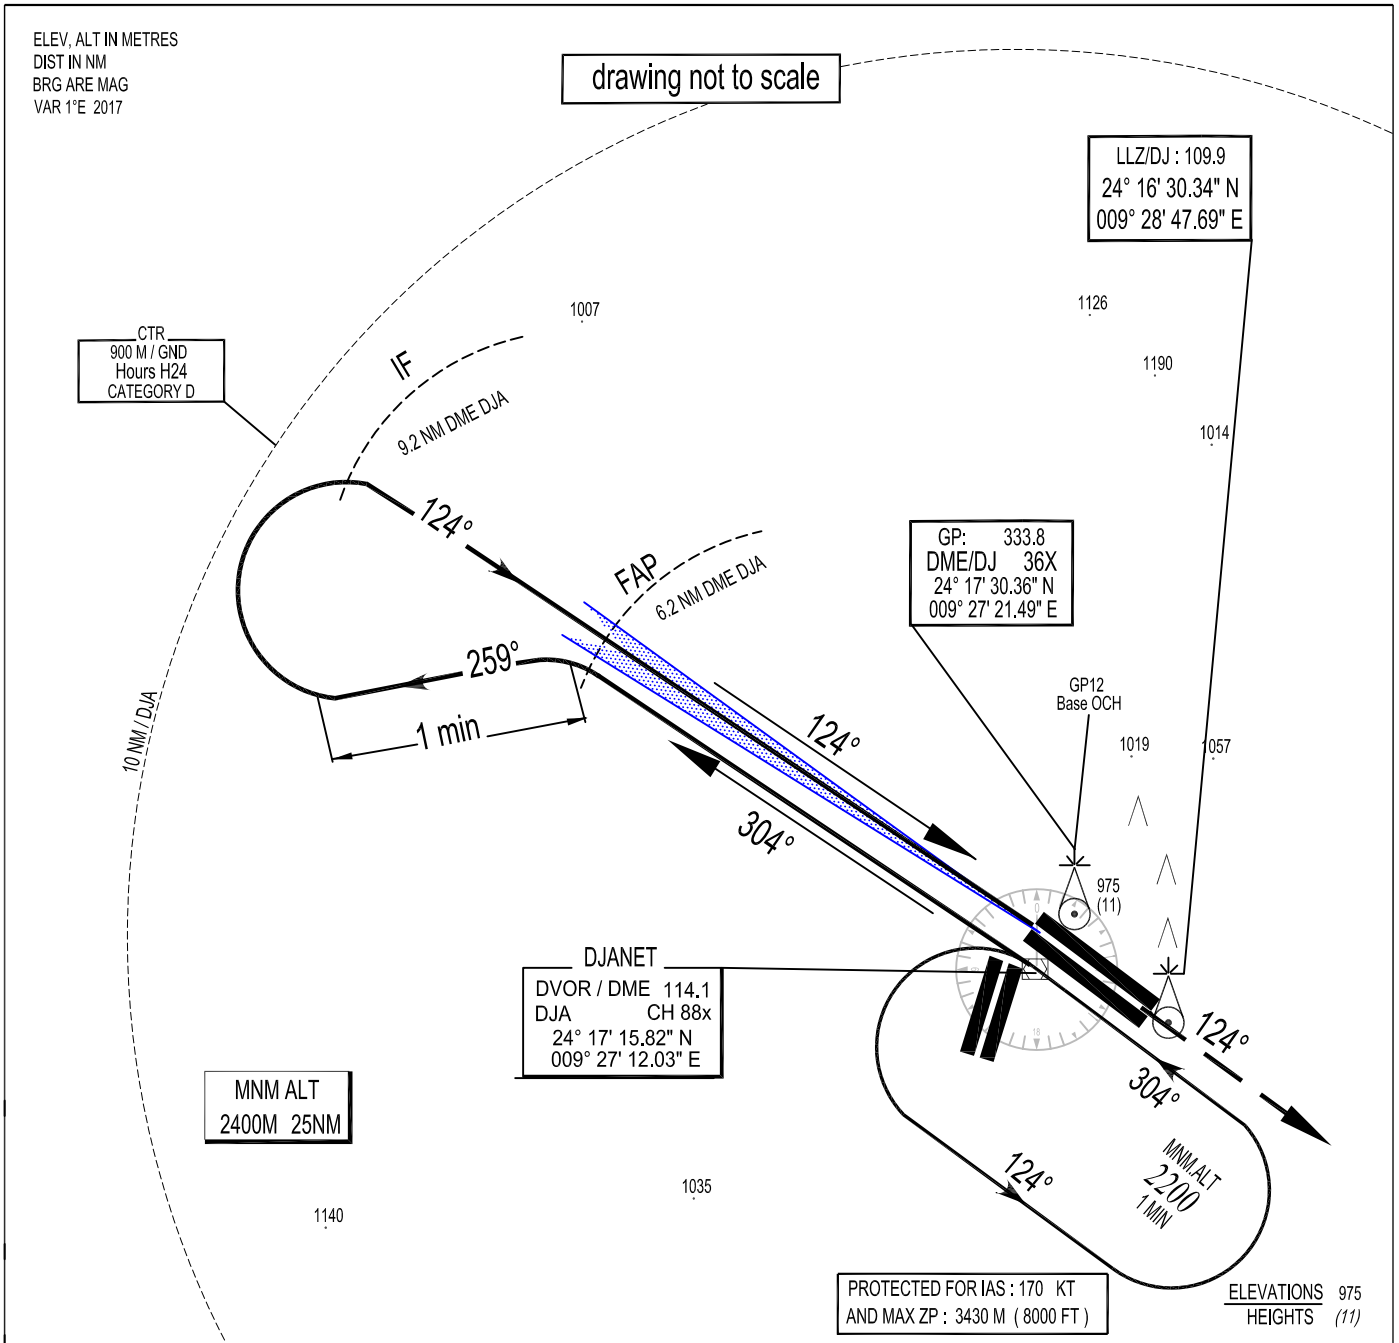 ELEV, ALT IN METRES
DIST IN NM
BRG ARE MAG
VAR 1°E 2017
drawing not to scale
LLZ/DJ : 109.9
24° 16' 30.34" N
009° 28' 47.69" E
1007
1126
CTR
900 M / GND
Hours H24
CATEGORY D
IF
9.2 NM DME DJA
1190
1014
124°
GP: 333.8
DME/DJ 36X
24° 17' 30.36" N
009° 27' 21.49" E
FAP
6.2 NM DME DJA
259°
1 min
10 NM / DJA
GP12
Base OCH
124°
1019
1057
304°
975
(11)
0
18
DJANET
DVOR / DME 114.1
DJA CH 88x
24° 17' 15.82" N
009° 27' 12.03" E
124°
304°
MNM ALT
2400M 25NM
124°
MNM.ALT
2200
1 MIN
1035
1140
PROTECTED FOR IAS : 170 KT
AND MAX ZP : 3430 M ( 8000 FT )
ELEVATIONS 975
HEIGHTS (11)